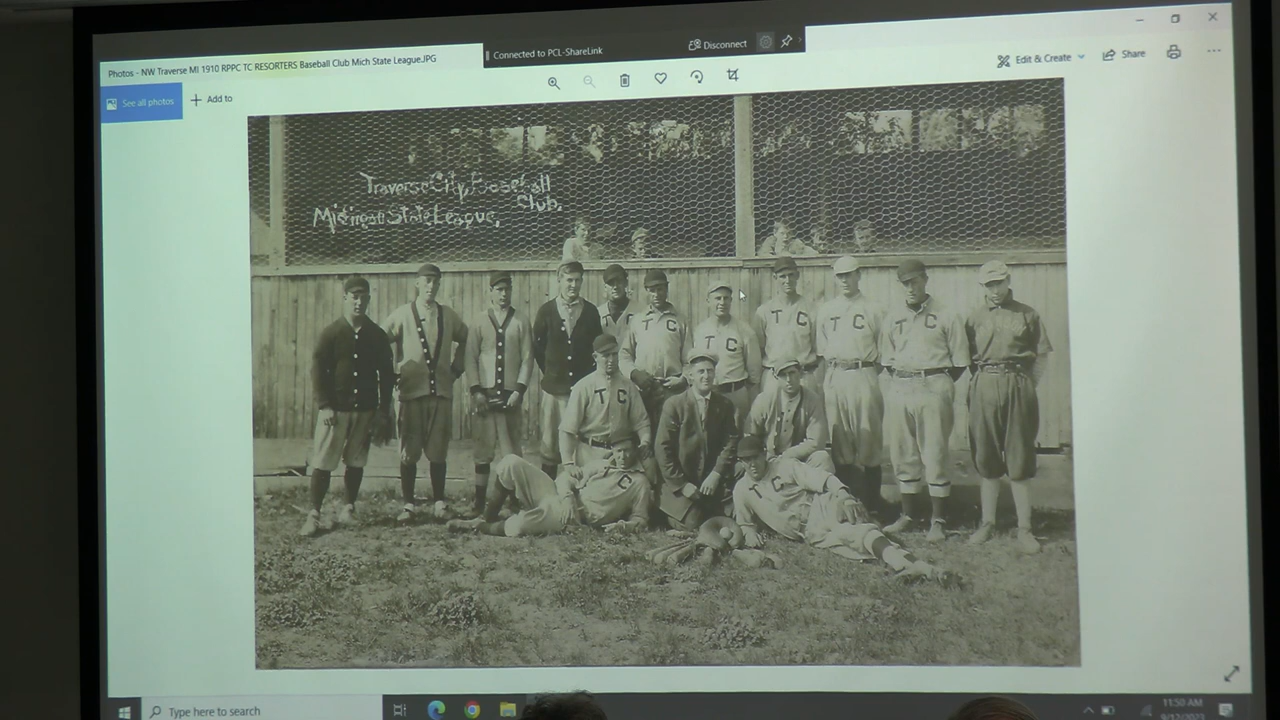 Connected to PCL-ShareLink
Disconnect
Photos - NW Traverse MI 1910 RPPC TC RESORTERS Baseball Club Mich State League.JPG
See all photos
Add to
Edit & Create
Share
Traverse City, Baseball
Club.
Michigan State League,
T C
T C
T C
T C
T C
T C
C
T C
Type here to search
11:50 AM